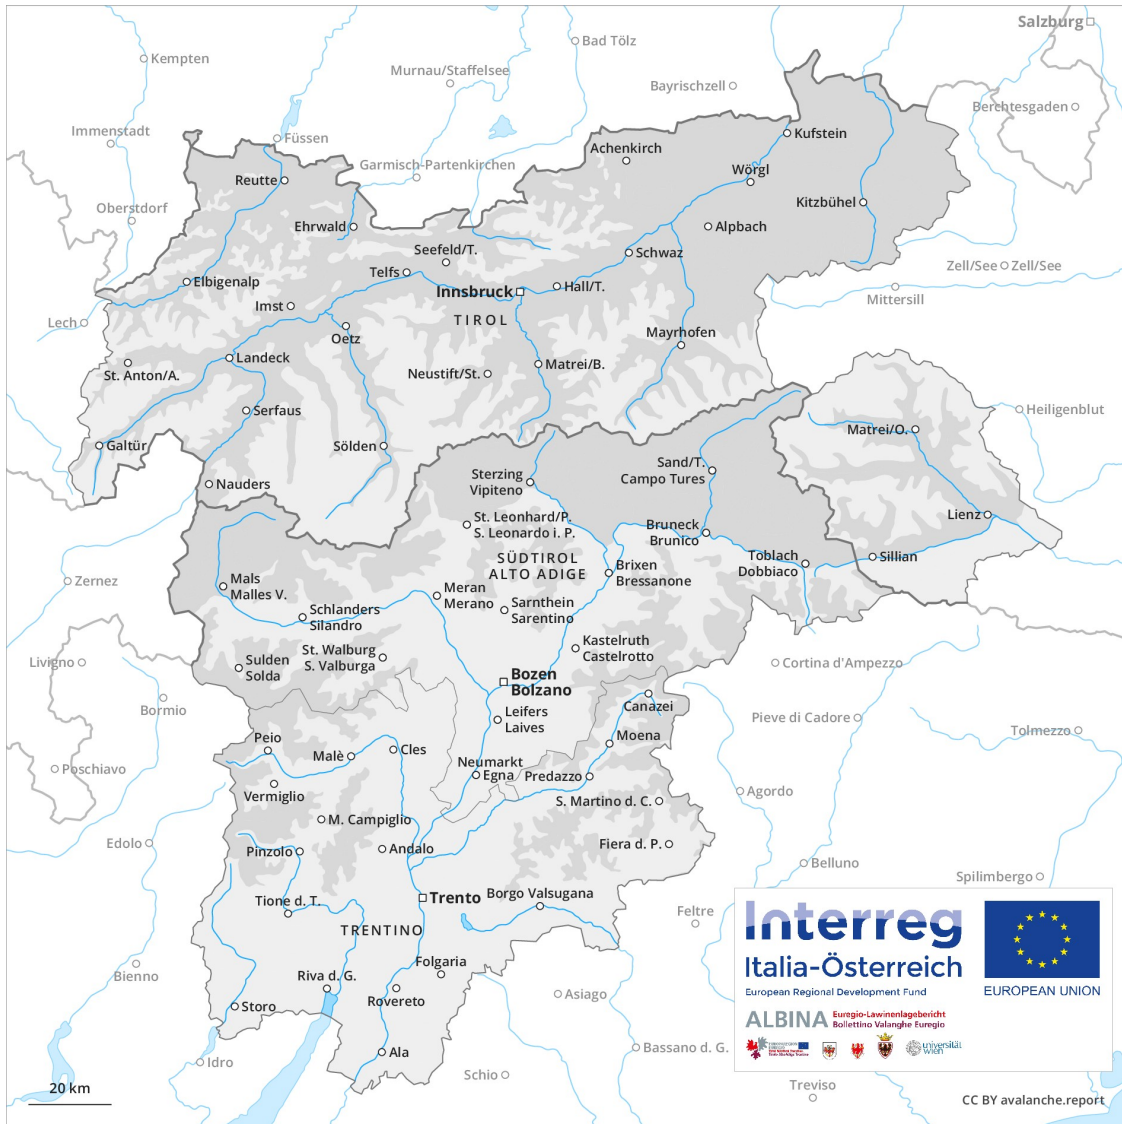 Salzburg
Bad Tölz
Kempten
Murnau/Staffelsee
Bayrischzell
Berchtesgaden
Immenstadt
Füssen
Kufstein
Achenkirch
Garmisch-Partenkirchen
Wörgl
Reutte
Kitzbühel
Oberstdorf
Ehrwald
Alpbach
Seefeld/T.
Schwaz
Zell/See
Zell/See
Telfs
Elbigenalp
Hall/T.
Innsbruck
Mittersill
Imst
TIROL
Lech
Oetz
Mayrhofen
Landeck
Matrei/B.
St. Anton/A.
Neustift/St.
Serfaus
Heiligenblut
Matrei/O.
Galtür
Sölden
Sand/T.
Campo Tures
Sterzing
Vipiteno
Nauders
St. Leonhard/P.
S. Leonardo i. P.
Lienz
Bruneck
Brunico
SÜDTIROL
ALTO ADIGE
Toblach
Dobbiaco
Sillian
Brixen
Bressanone
Zernez
Mals
Malles V.
Meran
Merano
Sarnthein
Sarentino
Schlanders
Silandro
Kastelruth
Castelrotto
St. Walburg
S. Valburga
Livigno
Sulden
Solda
Cortina d'Ampezzo
Bozen
Bolzano
Bormio
Canazei
Leifers
Laives
Pieve di Cadore
Tolmezzo
Peio
Moena
Malè
Cles
Neumarkt
Egna
Predazzo
Poschiavo
Vermiglio
Agordo
S. Martino d. C.
M. Campiglio
Edolo
Pinzolo
Andalo
Fiera d. P.
Belluno
Spilimbergo
Tione d. T.
Trento
Borgo Valsugana
Feltre
TRENTINO
Folgaria
Bienno
Riva d. G.
Rovereto
Asiago
Storo
Ala
Idro
Bassano d. G.
Schio
Treviso
Interreg
Italia-Österreich
European Regional Development Fund
EUROPEAN UNION
ALBINA
Euregio-Lawinenlagebericht
Bollettino Valanghe Euregio
universität
wien
20 km
CC BY avalanche.report